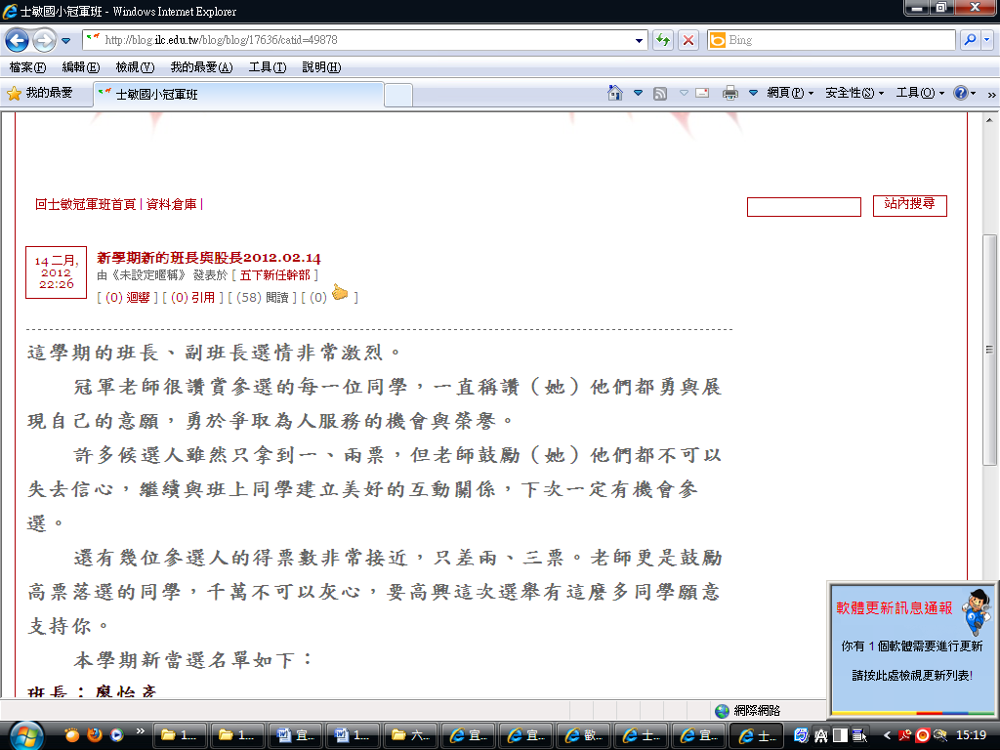 士敏國小冠軍班 - Windows Internet Explorer
http://blog.ilc.edu.tw/blog/blog/17636/catid=49878
Bing
檔案(F) 編輯(E) 檢視(V) 我的最愛(A) 工具(T) 說明(H)
我的最愛 士敏國小冠軍班 網頁(P) 安全性(S) 工具(O) »
回士敏冠軍班首頁 | 資料倉庫 | 站內搜尋
14 二月, 2012 22:26
新學期新的班長與股長2012.02.14
由《未設定暱稱》 發表於 [ 五下新任幹部 ]
[ (0) 迴響 ] [ (0) 引用 ] [ (58) 閱讀 ] [ (0) ]
這學期的班長、副班長選情非常激烈。
冠軍老師很讚賞參選的每一位同學，一直稱讚（她）他們都勇與展
現自己的意願，勇於爭取為人服務的機會與榮譽。
許多候選人雖然只拿到一、兩票，但老師鼓勵（她）他們都不可以
失去信心，繼續與班上同學建立美好的互動關係，下次一定有機會參
選。
還有幾位參選人的得票數非常接近，只差兩、三票。老師更是鼓勵
高票落選的同學，千萬不可以灰心，要高興這次選舉有這麼多同學願意
支持你。
本學期新當選名單如下：
班長：廖怡彥
軟體更新訊息通報
你有 1 個軟體需要進行更新
請按此處檢視更新列表!
網際網路
» 1... 1... 宜... 1... 六... 宜... 宜... 歡... 士... 宜... 士... 15:19